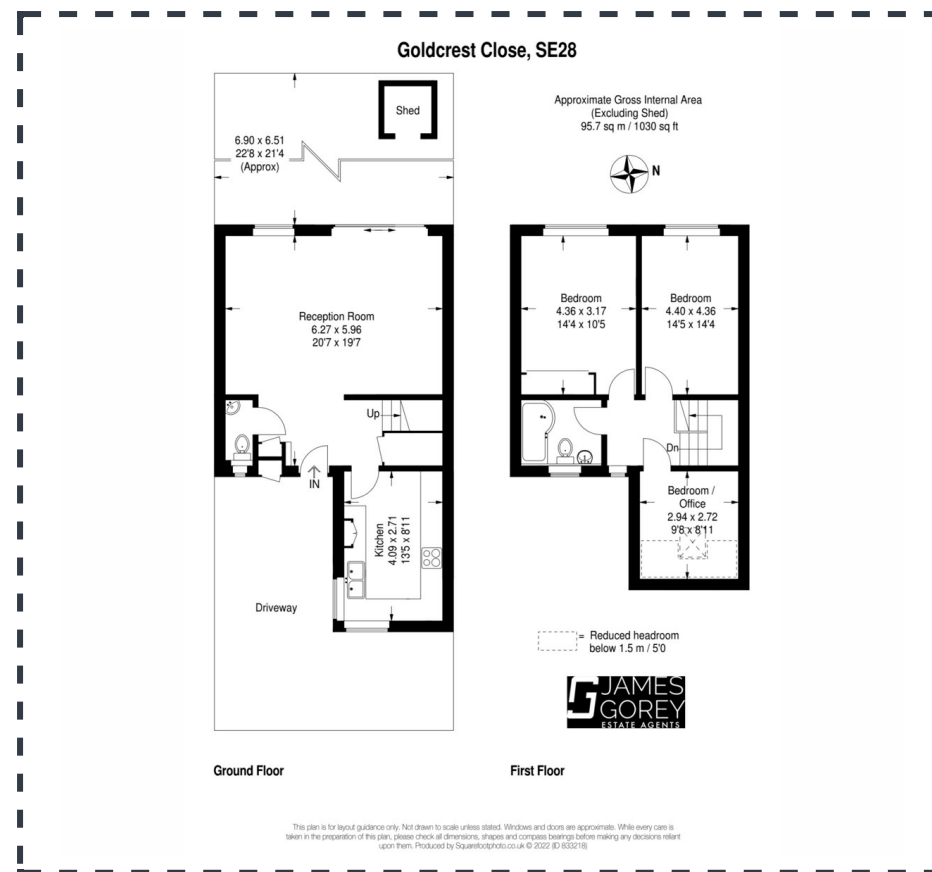 Goldcrest Close, SE28
Shed
6.90 x 6.51
22'8 x 21'4
(Approx)
Approximate Gross Internal Area
(Excluding Shed)
95.7 sq m / 1030 sq ft
N
Reception Room
6.27 x 5.96
20'7 x 19'7
Up
IN
Kitchen
4.09 x 2.71
13'5 x 8'11
Driveway
Bedroom
4.36 x 3.17
14'4 x 10'5
Bedroom
4.40 x 4.36
14'5 x 14'4
Dn
Bedroom /
Office
2.94 x 2.72
9'8 x 8'11
= Reduced headroom
below 1.5 m / 5'0
JAMES
GOREY
ESTATE AGENTS
Ground Floor
First Floor
This plan is for layout guidance only. Not drawn to scale unless stated. Windows and doors are approximate. While every care is
taken in the preparation of this plan, please check all dimensions, shapes and compass bearings before making any decisions reliant
upon them. Produced by Squarefootphoto.co.uk © 2022 (ID 833218)